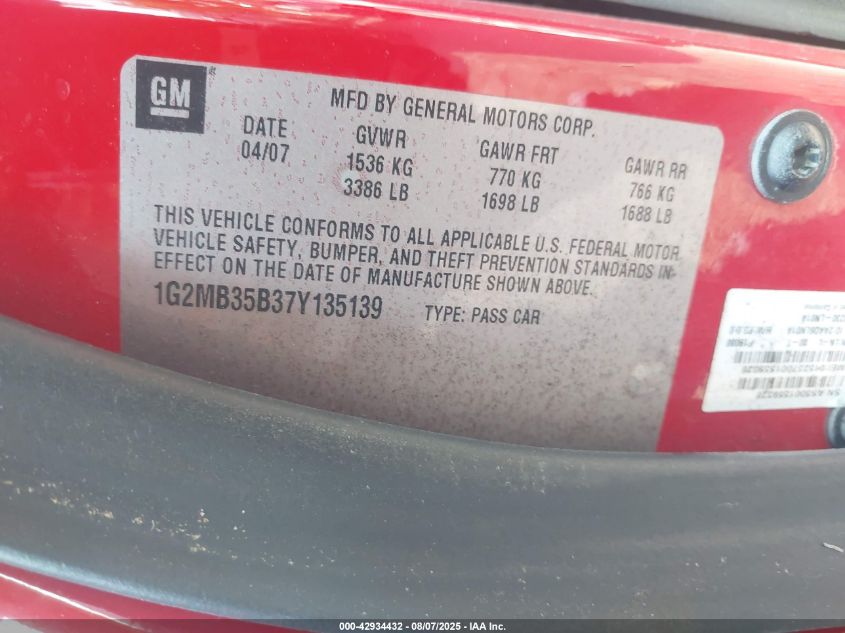 GM
MFD BY GENERAL MOTORS CORP.
DATE GVWR GAWR FRT GAWR RR
04/07 1536 KG 770 KG 766 KG
3386 LB 1698 LB 1688 LB
THIS VEHICLE CONFORMS TO ALL APPLICABLE U.S. FEDERAL MOTOR
VEHICLE SAFETY, BUMPER, AND THEFT PREVENTION STANDARDS IN
EFFECT ON THE DATE OF MANUFACTURE SHOWN ABOVE.
1G2MB35B37Y135139 TYPE: PASS CAR
000-42934432 - 08/07/2025 - IAA Inc.